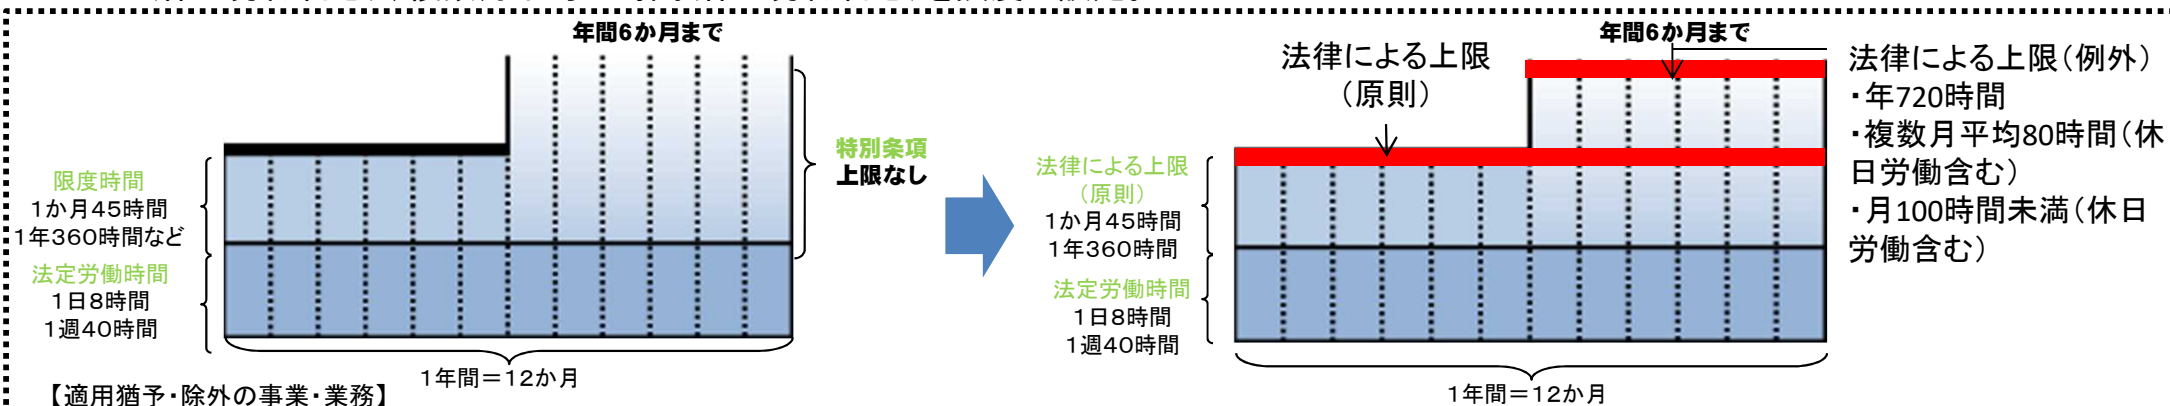 年間6か月まで
限度時間
1か月45時間
1年360時間など
法定労働時間
1日8時間
1週40時間
特別条項
上限なし
1年間=12か月
【適用猶予・除外の事業・業務】
年間6か月まで
法律による上限
(原則)
法律による上限
(原則)
1か月45時間
1年360時間
法定労働時間
1日8時間
1週40時間
1年間=12か月
法律による上限(例外)
・年720時間
・複数月平均80時間(休
日労働含む)
・月100時間未満(休日
労働含む)